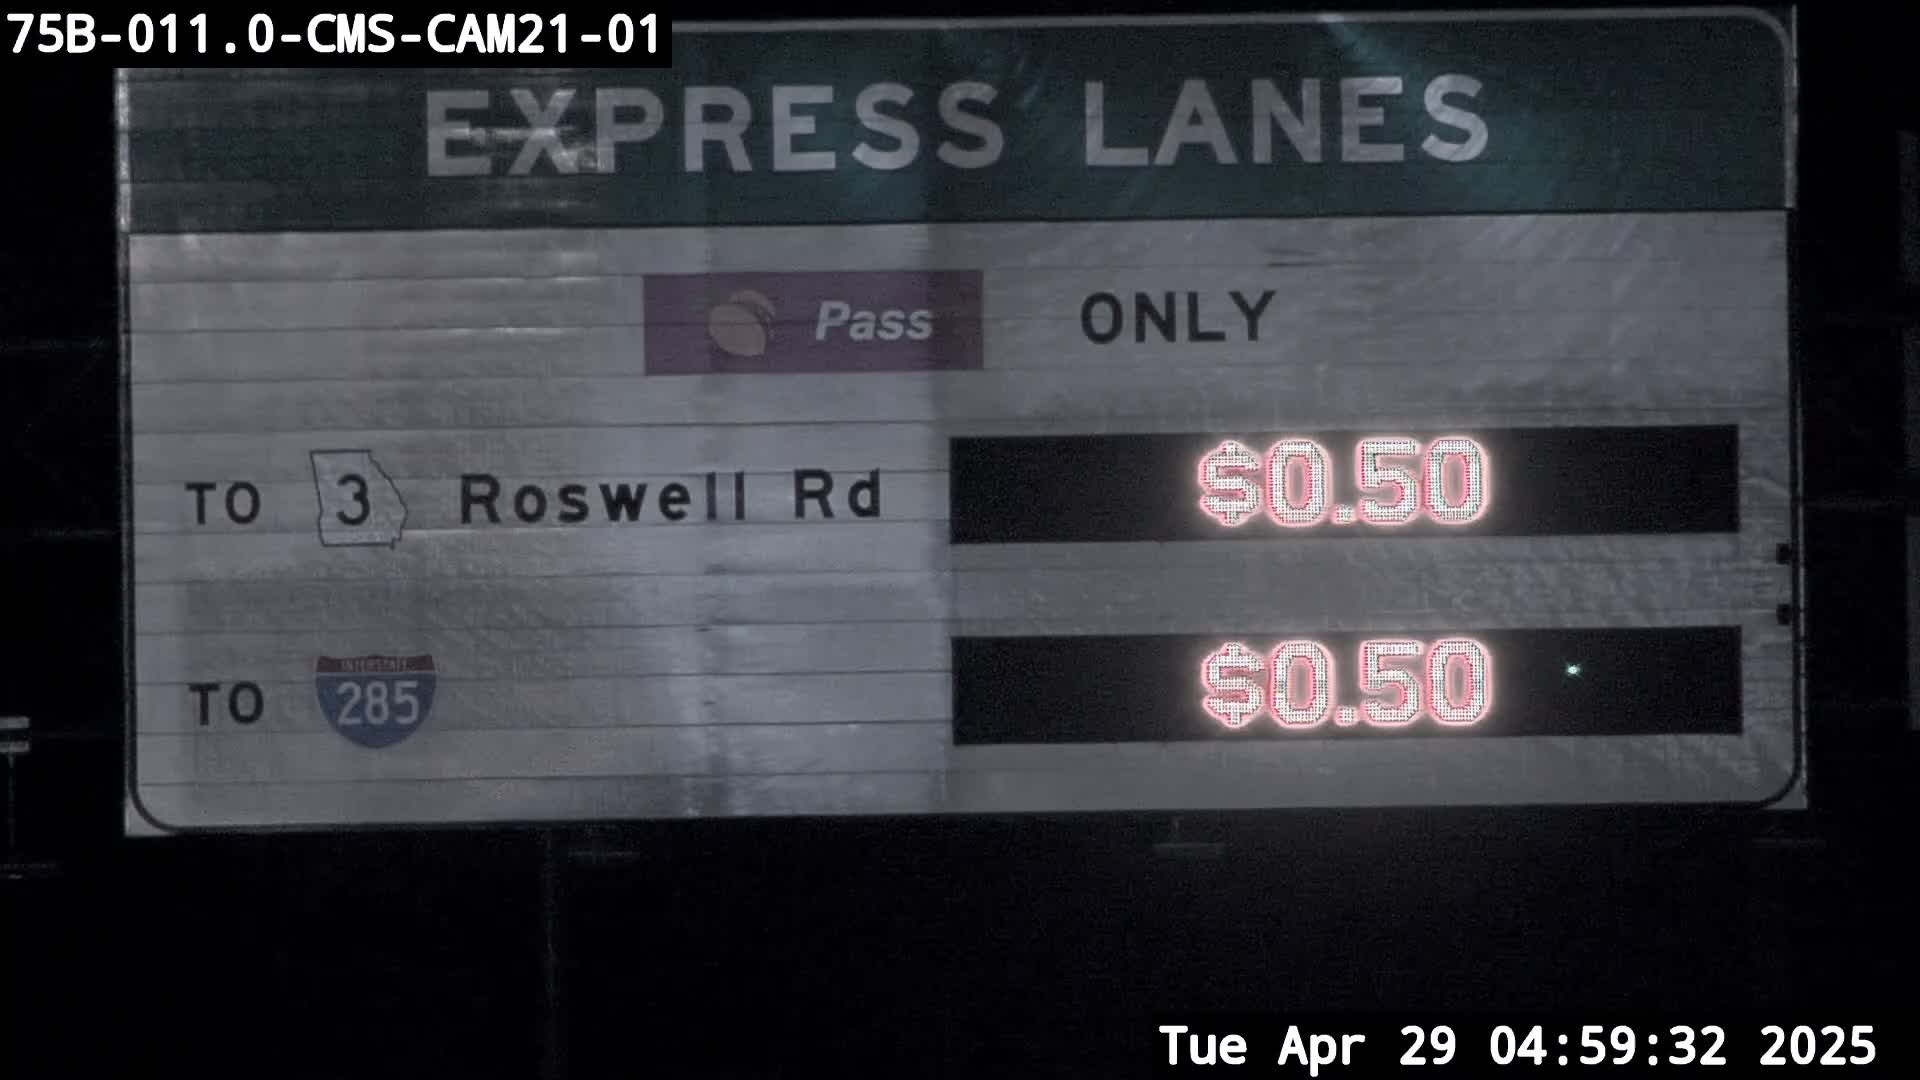 75B-011.0-CMS-CAM21-01
EXPRESS LANES
Pass ONLY
TO 3 Roswell Rd $0.50
TO INTERSTATE 285 $0.50
Tue Apr 29 04:59:32 2025